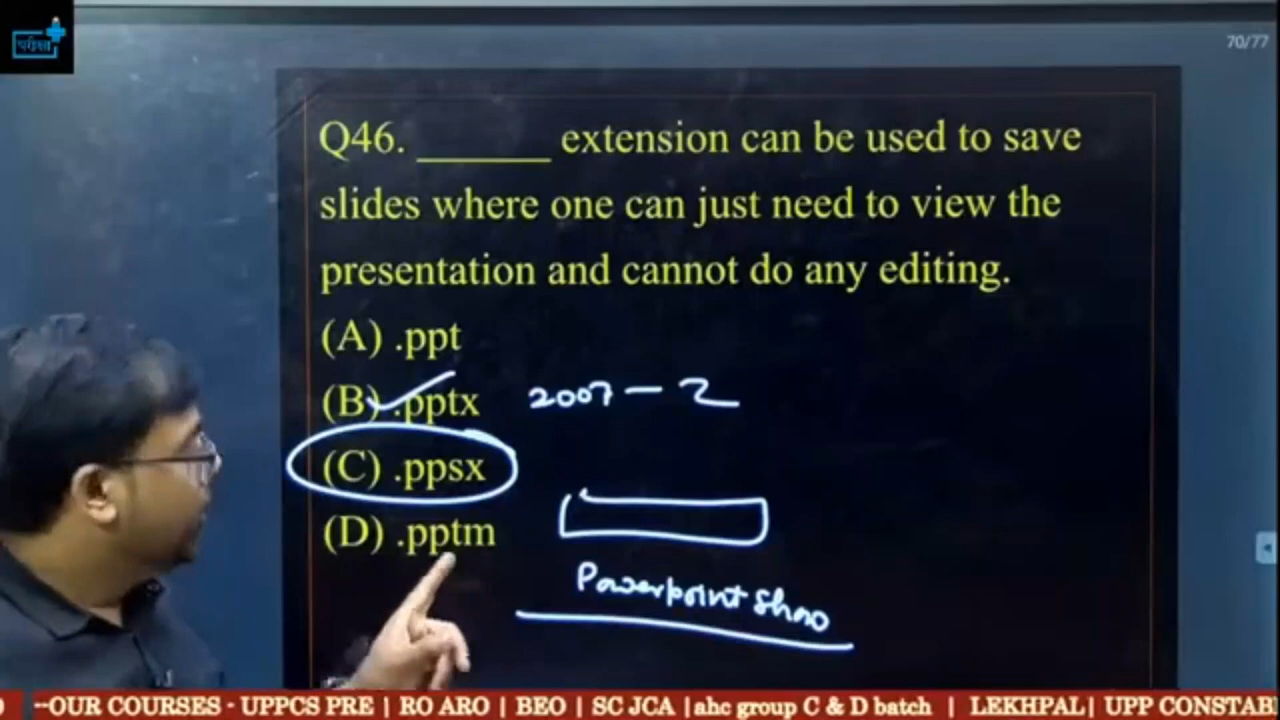 परीक्षा
70/77
Q46. ______ extension can be used to save
slides where one can just need to view the
presentation and cannot do any editing.
(A) .ppt
(B) .pptx 2007 –
(C) .ppsx
(D) .pptm
Powerpoint Show
--OUR COURSES - UPPCS PRE | RO ARO | BEO | SC JCA |ahc group C & D batch | LEKHPAL| UPP CONSTAB